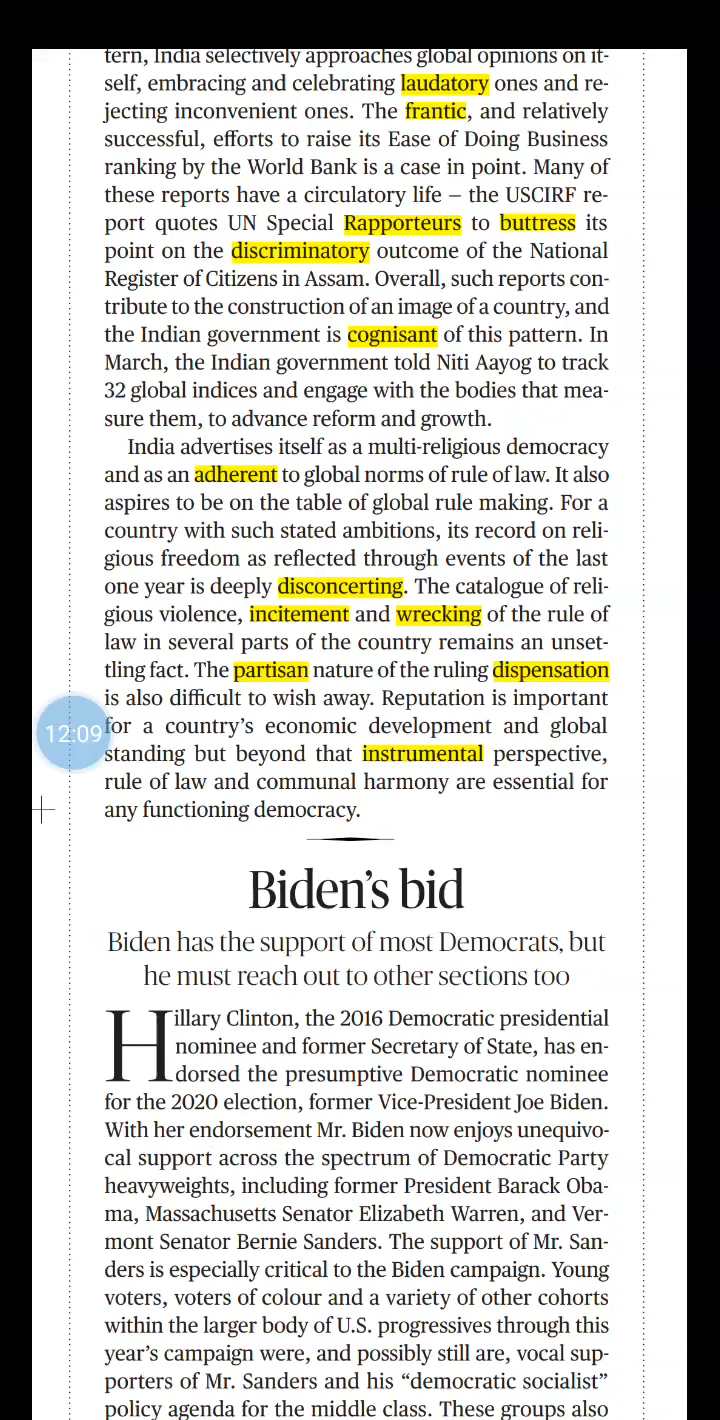 tern, India selectively approaches global opinions on it-
self, embracing and celebrating laudatory ones and re-
jecting inconvenient ones. The frantic, and relatively
successful, efforts to raise its Ease of Doing Business
ranking by the World Bank is a case in point. Many of
these reports have a circulatory life – the USCIRF re-
port quotes UN Special Rapporteurs to buttress its
point on the discriminatory outcome of the National
Register of Citizens in Assam. Overall, such reports con-
tribute to the construction of an image of a country, and
the Indian government is cognisant of this pattern. In
March, the Indian government told Niti Aayog to track
32 global indices and engage with the bodies that mea-
sure them, to advance reform and growth.
India advertises itself as a multi-religious democracy
and as an adherent to global norms of rule of law. It also
aspires to be on the table of global rule making. For a
country with such stated ambitions, its record on reli-
gious freedom as reflected through events of the last
one year is deeply disconcerting. The catalogue of reli-
gious violence, incitement and wrecking of the rule of
law in several parts of the country remains an unset-
tling fact. The partisan nature of the ruling dispensation
is also difficult to wish away. Reputation is important
12:09
for a country's economic development and global
standing but beyond that instrumental perspective,
rule of law and communal harmony are essential for
any functioning democracy.
Biden's bid
Biden has the support of most Democrats, but
he must reach out to other sections too
Hillary Clinton, the 2016 Democratic presidential
nominee and former Secretary of State, has en-
dorsed the presumptive Democratic nominee
for the 2020 election, former Vice-President Joe Biden.
With her endorsement Mr. Biden now enjoys unequivo-
cal support across the spectrum of Democratic Party
heavyweights, including former President Barack Oba-
ma, Massachusetts Senator Elizabeth Warren, and Ver-
mont Senator Bernie Sanders. The support of Mr. San-
ders is especially critical to the Biden campaign. Young
voters, voters of colour and a variety of other cohorts
within the larger body of U.S. progressives through this
year's campaign were, and possibly still are, vocal sup-
porters of Mr. Sanders and his “democratic socialist”
policy agenda for the middle class. These groups also